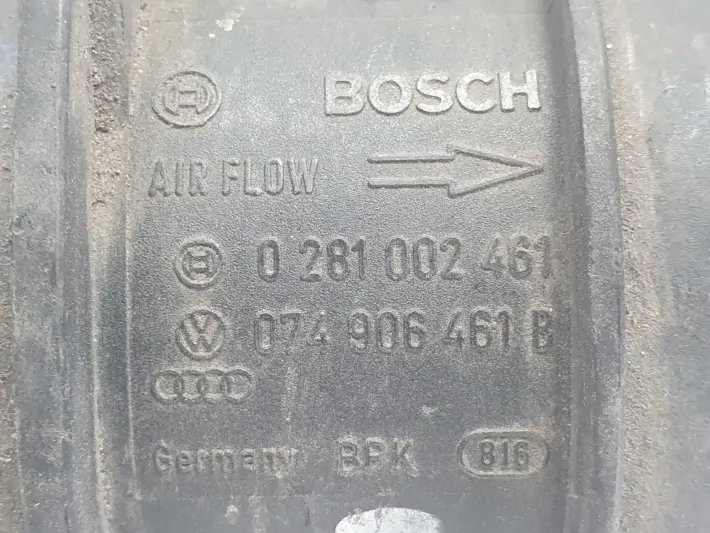 BOSCH
AIR FLOW
0 281 002 461
074 906 461 B
Germany BPK 816